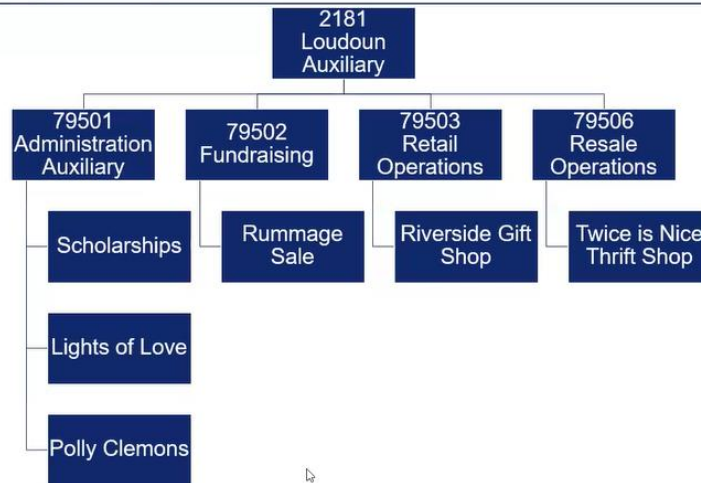 2181
Loudoun
Auxiliary
79501
Administration
Auxiliary
79502
Fundraising
79503
Retail
Operations
79506
Resale
Operations
Scholarships
Rummage
Sale
Riverside Gift
Shop
Twice is Nice
Thrift Shop
Lights of Love
Polly Clemons